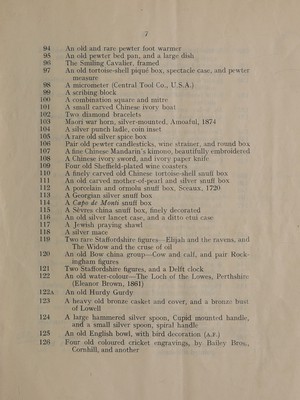 7
94 An old and rare pewter foot warmer
95 An old pewter bed pan, and a large dish
96 The Smiling Cavalier, framed
97 An old tortoise-shell piqué box, spectacle case, and pewter
measure
98 A micrometer (Central Tool Co., U.S.A.)
99 A scribing block
100 A combination square and mitre
101 A small carved Chinese ivory boat
102 Two diamond bracelets
103 Maori war horn, silver-mounted, Amoaful, 1874
104 A silver punch ladle, coin inset
105 A rare old silver spice box
106 Pair old pewter candlesticks, wine strainer, and round box
107 A fine Chinese Mandarin's kimono, beautifully embroidered
108 A Chinese ivory sword, and ivory paper knife
109 Four old Sheffield-plated wine coasters
110 A finely carved old Chinese tortoise-shell snuff box
111 An old carved mother-of-pearl and silver snuff box
112 A porcelain and ormolu snuff box, Sceaux, 1720
113 A Georgian silver snuff box
114 A Capo de Monti snuff box
115 A Sèvres china snuff box, finely decorated
116 An old silver lancet case, and a ditto etui case
117 A Jewish praying shawl
118 A silver mace
119 Two rare Staffordshire figures—Elijah and the ravens, and
The Widow and the cruse of oil
120 An old Bow china group—Cow and calf, and pair Rock-
ingham figures
121 Two Staffordshire figures, and a Delft clock
122 An old water-colour—The Loch of the Lowes, Perthshire
(Eleanor Brown, 1861)
122A An old Hurdy Gurdy
123 A heavy old bronze casket and cover, and a bronze bust
of Lowell
124 A large hammered silver spoon, Cupid mounted handle,
and a small silver spoon, spiral handle
125 An old English bowl, with bird decoration (A.F.)
126 Four old coloured cricket engravings, by Bailey Bros.,
Cornhill, and another